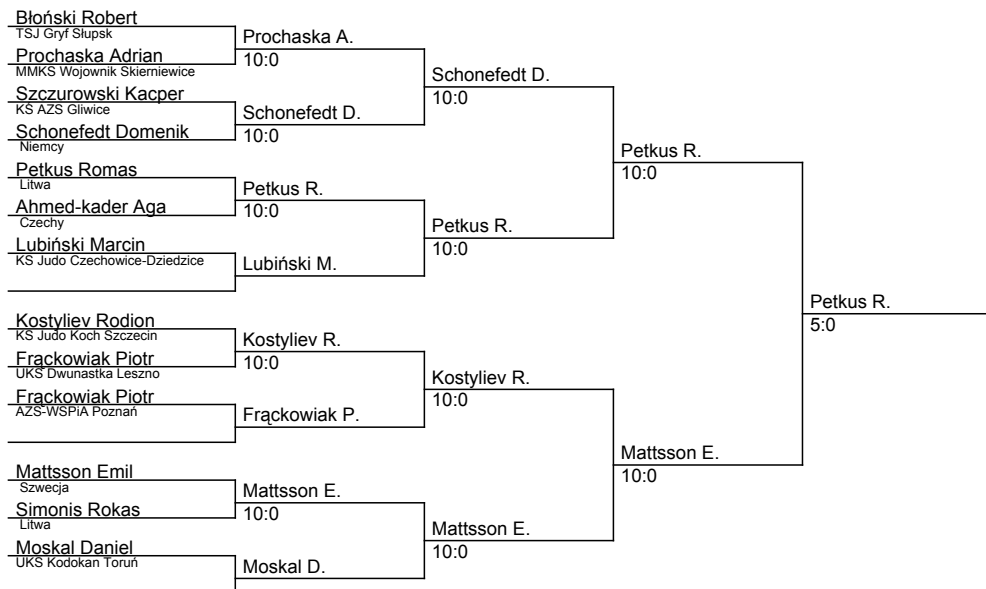 Błoński Robert
TSJ Gryf Słupsk
Prochaska A.
10:0
Prochaska Adrian
MMKS Wojownik Skierniewice
Schonefedt D.
10:0
Szczurowski Kacper
KS AZS Gliwice
Schonefedt D.
10:0
Schonefedt Domenik
Niemcy
Petkus R.
10:0
Petkus Romas
Litwa
Petkus R.
10:0
Ahmed-kader Aga
Czechy
Petkus R.
10:0
Lubiński Marcin
KS Judo Czechowice-Dziedzice
Lubiński M.
Petkus R.
5:0
Kostyliev Rodion
KS Judo Koch Szczecin
Kostyliev R.
10:0
Frąckowiak Piotr
UKS Dwunastka Leszno
Kostyliev R.
10:0
Frąckowiak Piotr
AZS-WSPiA Poznań
Frąckowiak P.
Mattsson E.
10:0
Mattsson Emil
Szwecja
Mattsson E.
10:0
Simonis Rokas
Litwa
Mattsson E.
10:0
Moskal Daniel
UKS Kodokan Toruń
Moskal D.